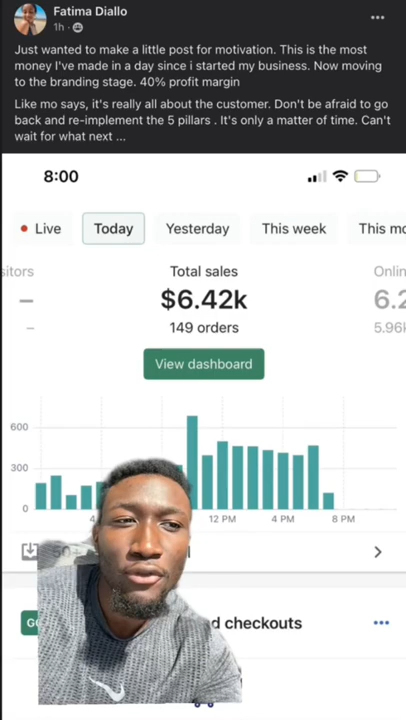 Fatima Diallo
1h ·
Just wanted to make a little post for motivation. This is the most
money I've made in a day since i started my business. Now moving
to the branding stage. 40% profit margin
Like mo says, it's really all about the customer. Don't be afraid to go
back and re-implement the 5 pillars . It's only a matter of time. Can't
wait for what next ...
8:00
Live
Today
Yesterday
This week
This mo
sitors
Total sales
Onlin
–
$6.42k
6.2
–
149 orders
5.96k
View dashboard
600
300
0
4
12 PM
4 PM
8 PM
50+
d checkouts